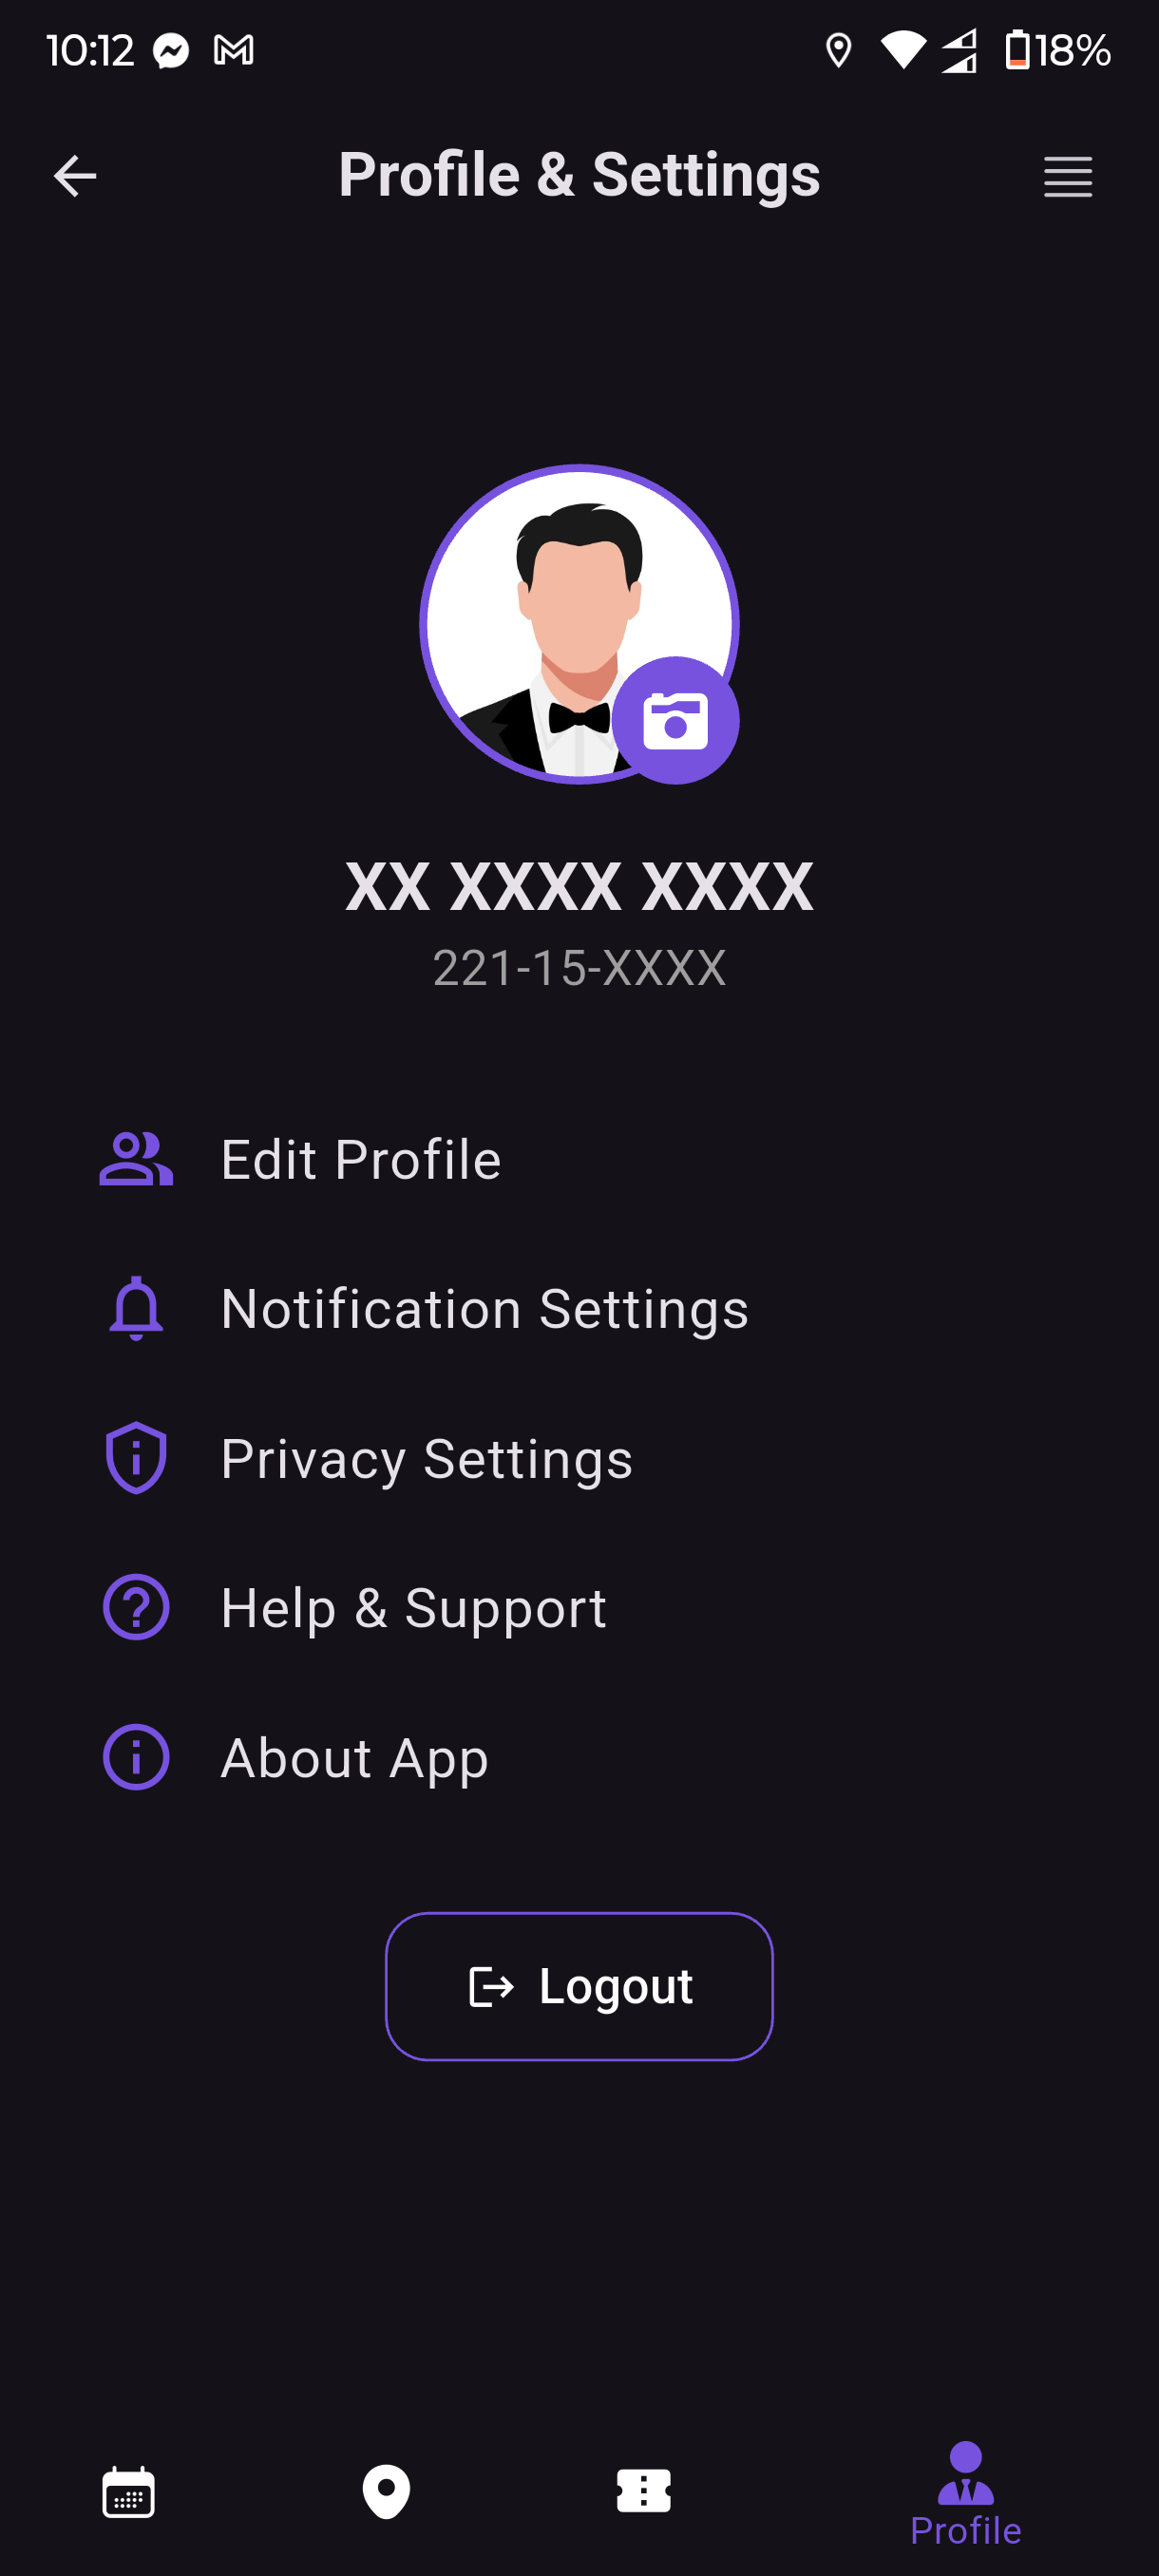 10:12 18%
Profile & Settings
XX XXXX XXXX
221-15-XXXX
Edit Profile
Notification Settings
Privacy Settings
Help & Support
About App
Logout
Profile